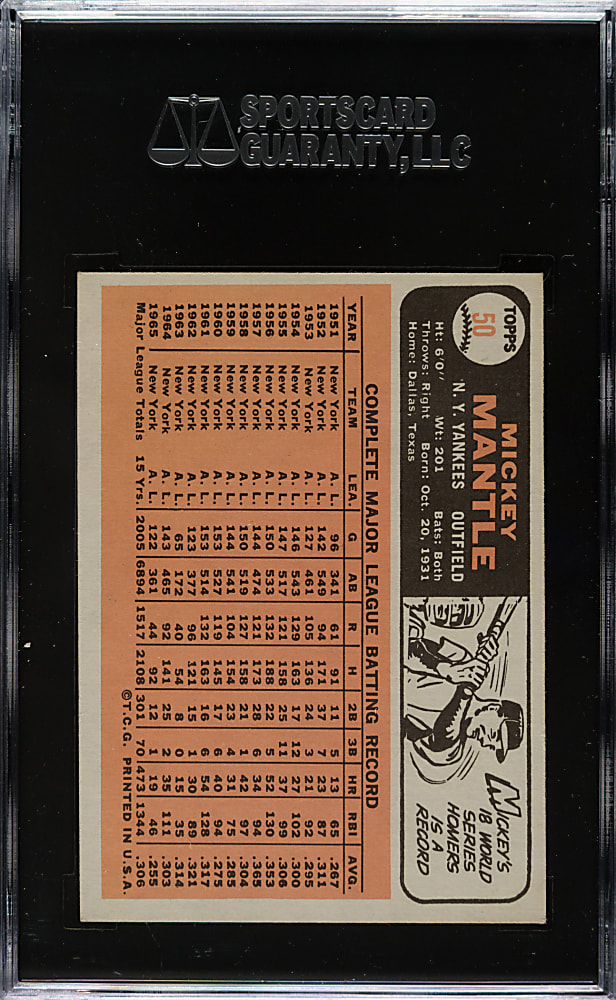 SPORTSCARD
GUARANTY, LLC
TOPPS
50
MICKEY
MANTLE
N. Y. YANKEES OUTFIELD
Ht: 6'0" Wt: 201 Bats: Both
Throws: Right Born: Oct. 20, 1931
Home: Dallas, Texas
MICKEY'S
18 WORLD
SERIES
HOMERS
IS A
RECORD
COMPLETE MAJOR LEAGUE BATTING RECORD
YEAR TEAM LEA. G AB R H 2B 3B HR RBI AVG.
1951 New York A. L. 96 341 61 91 11 5 13 65 .267
1952 New York A. L. 142 549 94 171 37 7 23 87 .311
1953 New York A. L. 127 461 105 136 24 3 21 92 .295
1954 New York A. L. 146 543 129 163 17 12 27 102 .300
1955 New York A. L. 147 517 121 158 25 11 37 99 .306
1956 New York A. L. 150 533 132 188 22 5 52 130 .353
1957 New York A. L. 144 474 121 173 28 6 34 94 .365
1958 New York A. L. 150 519 127 158 21 1 42 97 .304
1959 New York A. L. 144 541 104 154 23 4 31 75 .285
1960 New York A. L. 153 527 119 145 17 6 40 94 .275
1961 New York A. L. 153 514 132 163 16 6 54 128 .317
1962 New York A. L. 123 377 96 121 15 1 30 89 .321
1963 New York A. L. 65 172 40 54 8 0 15 35 .314
1964 New York A. L. 143 465 92 141 25 2 35 111 .303
1965 New York A. L. 122 361 44 92 12 1 19 46 .255
Major League Totals 15 Yrs. 2005 6894 1517 2108 301 70 473 1344 .306
©T.C.G. PRINTED IN U.S.A.